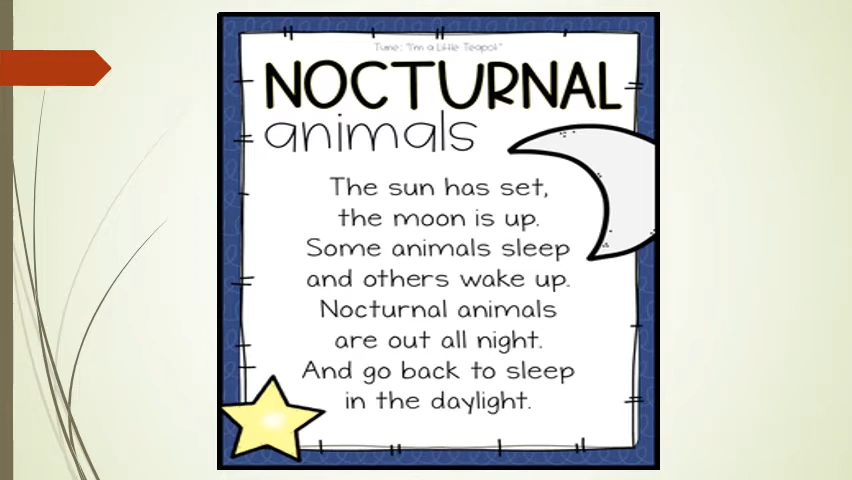 Tune: "I'm a Little Teapot"
NOCTURNAL
animals
The sun has set,
the moon is up.
Some animals sleep
and others wake up.
Nocturnal animals
are out all night.
And go back to sleep
in the daylight.